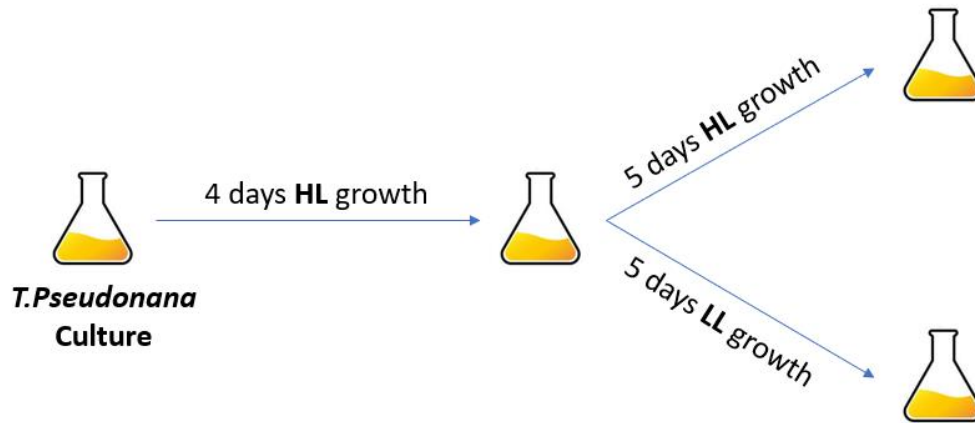 5 days HL growth
4 days HL growth
T.Pseudonana
Culture
5 days LL growth